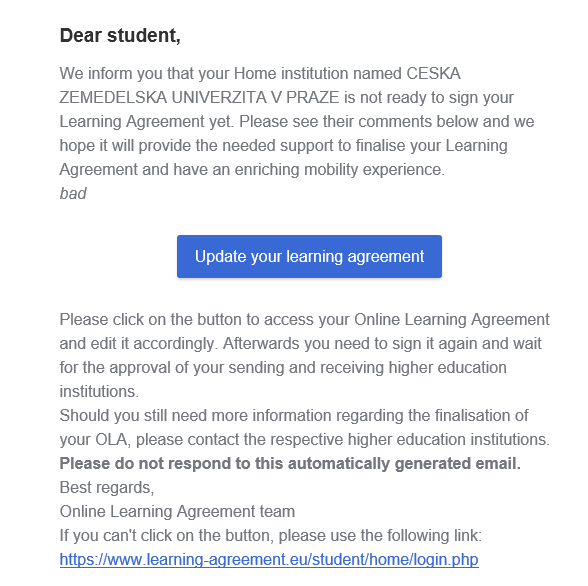 Dear student,
We inform you that your Home institution named CESKA
ZEMEDELSKA UNIVERZITA V PRAZE is not ready to sign your
Learning Agreement yet. Please see their comments below and we
hope it will provide the needed support to finalise your Learning
Agreement and have an enriching mobility experience.
bad
Update your learning agreement
Please click on the button to access your Online Learning Agreement
and edit it accordingly. Afterwards you need to sign it again and wait
for the approval of your sending and receiving higher education
institutions.
Should you still need more information regarding the finalisation of
your OLA, please contact the respective higher education institutions.
Please do not respond to this automatically generated email.
Best regards,
Online Learning Agreement team
If you can't click on the button, please use the following link:
https://www.learning-agreement.eu/student/home/login.php